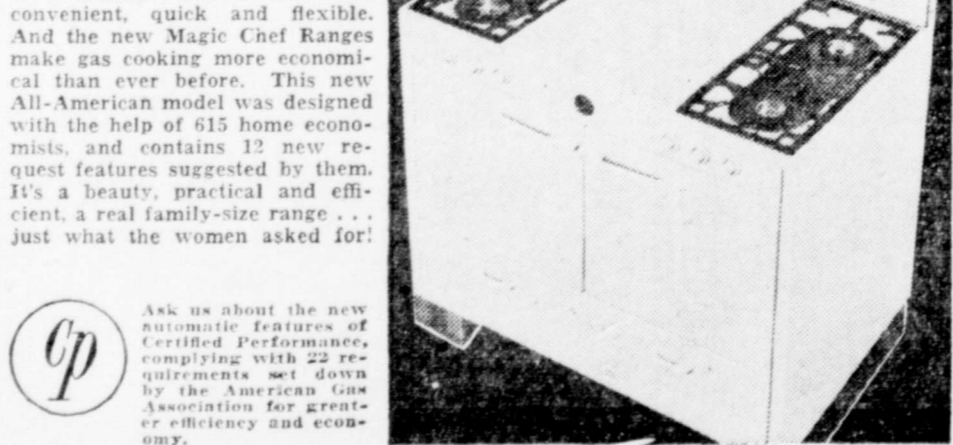 convenient, quick and flexible.
And the new Magic Chef Ranges
make gas cooking more economi-
cal than ever before. This new
All-American model was designed
with the help of 615 home econo-
mists, and contains 12 new re-
quest features suggested by them.
It's a beauty, practical and effi-
cient, a real family-size range . . .
just what the women asked for!
Cp
Ask us about the new
automatic features of
Certified Performance,
complying with 22 re-
quirements set down
by the American Gas
Association for great-
er efficiency and econ-
omy.